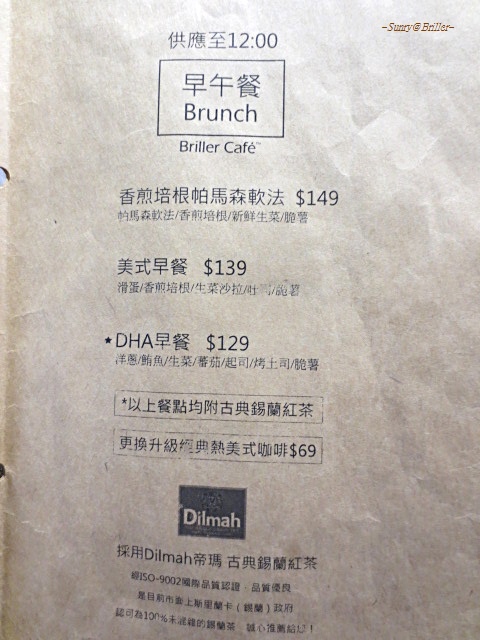 ~Sunry@Briller~
供應至12:00
早午餐
Brunch
Briller Café™
香煎培根帕馬森軟法 $149
帕馬森軟法/香煎培根/新鮮生菜/脆薯
美式早餐 $139
滑蛋/香煎培根/生菜沙拉/吐司/脆薯
★DHA早餐 $129
洋蔥/鮪魚/生菜/蕃茄/起司/烤土司/脆薯
*以上餐點均附古典錫蘭紅茶
更換升級經典熱美式咖啡$69
Dilmah
採用Dilmah帝瑪 古典錫蘭紅茶
經ISO-9002國際品質認證，品質優良
是目前市面上斯里蘭卡（錫蘭）政府
認可為100%未混雜的錫蘭茶 誠心推薦給您！